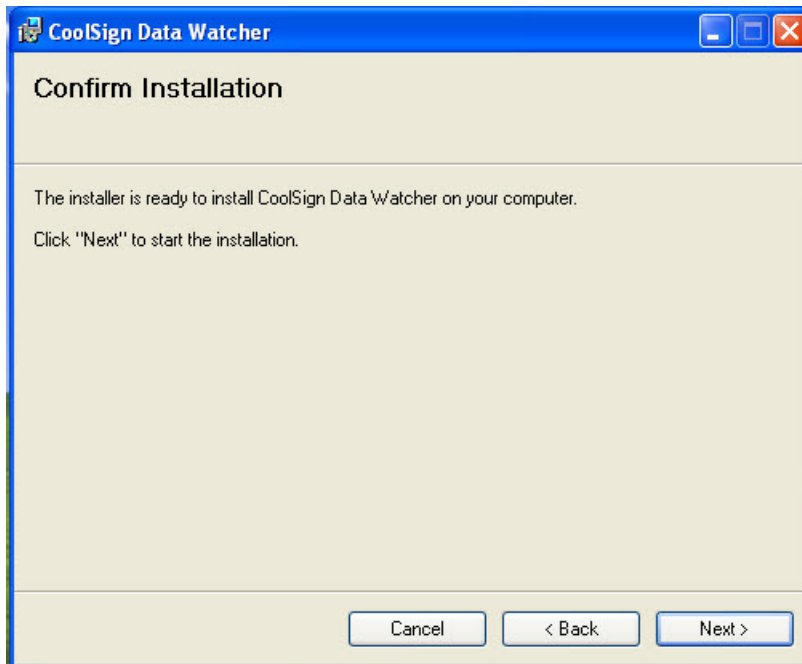 CoolSign Data Watcher
Confirm Installation
The installer is ready to install CoolSign Data Watcher on your computer.
Click "Next" to start the installation.
Cancel
< Back
Next >